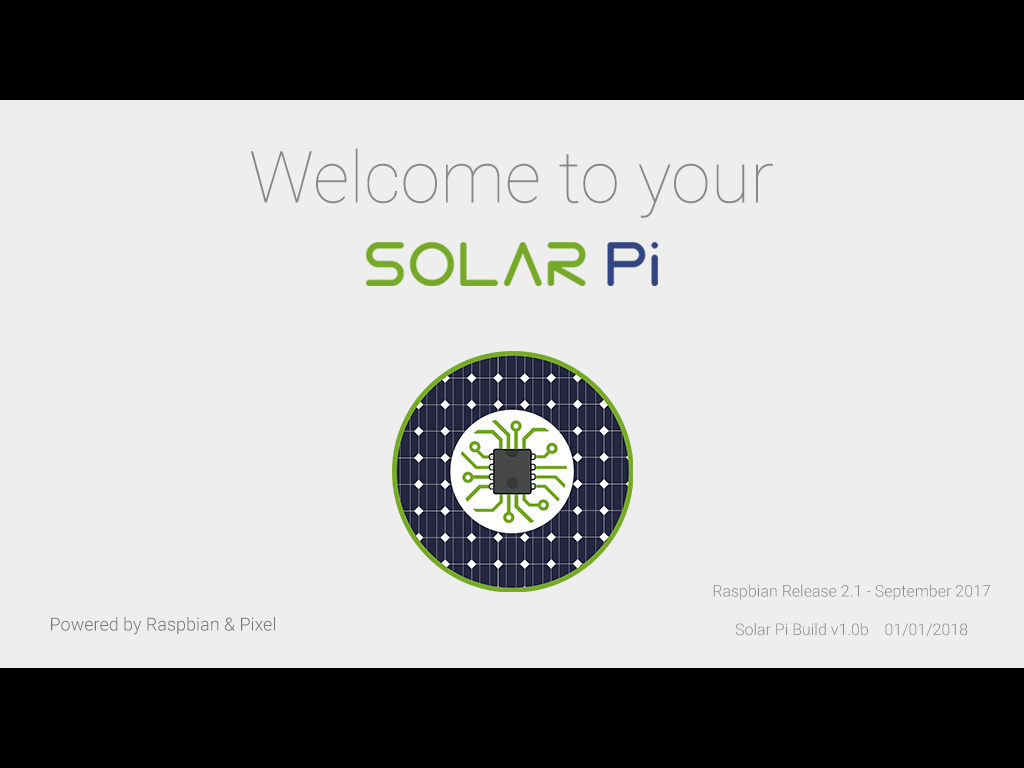 Welcome to your
SOLAR Pi
Raspbian Release 2.1 - September 2017
Powered by Raspbian & Pixel
Solar Pi Build v1.0b 01/01/2018